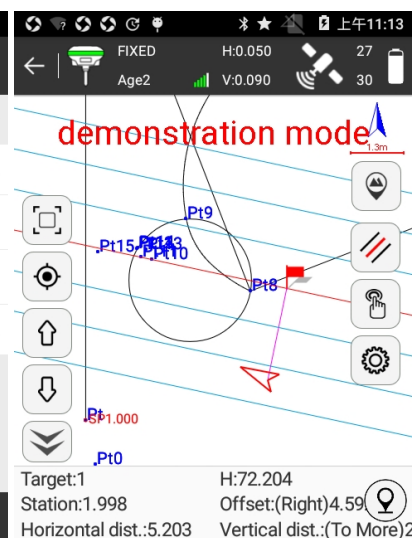 上午11:13
FIXED H:0.050 27
Age2 V:0.090 30
demonstration mode
1.3m
Pt9
Pt15
Pt10
Pt8
Pt
SP1.000
Pt0
Target:1 H:72.204
Station:1.998 Offset:(Right)4.59
Horizontal dist.:5.203 Vertical dist.:(To More)2